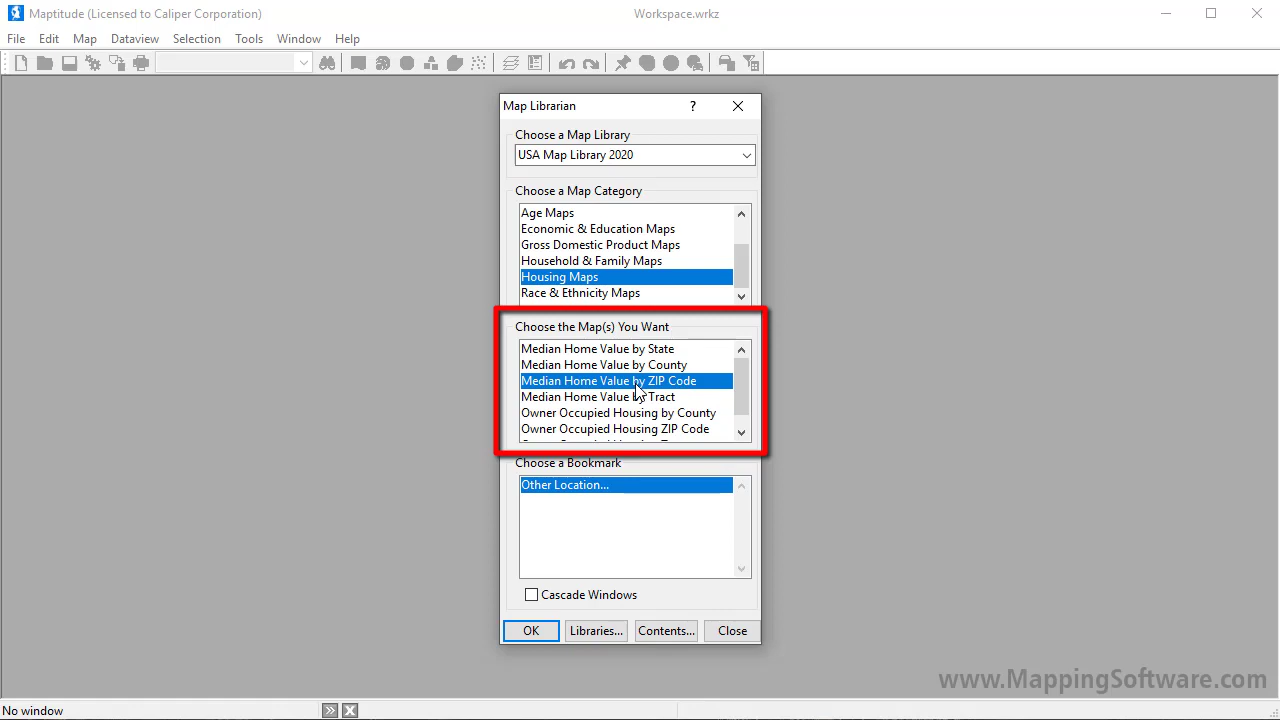 Maptitude (Licensed to Caliper Corporation)
Workspace.wrkz
File Edit Map Dataview Selection Tools Window Help
Map Librarian
?
Choose a Map Library
USA Map Library 2020
Choose a Map Category
Age Maps
Economic & Education Maps
Gross Domestic Product Maps
Household & Family Maps
Housing Maps
Race & Ethnicity Maps
Choose the Map(s) You Want
Median Home Value by State
Median Home Value by County
Median Home Value by ZIP Code
Median Home Value by Tract
Owner Occupied Housing by County
Owner Occupied Housing ZIP Code
Choose a Bookmark
Other Location...
Cascade Windows
OK Libraries... Contents... Close
www.MappingSoftware.com
No window